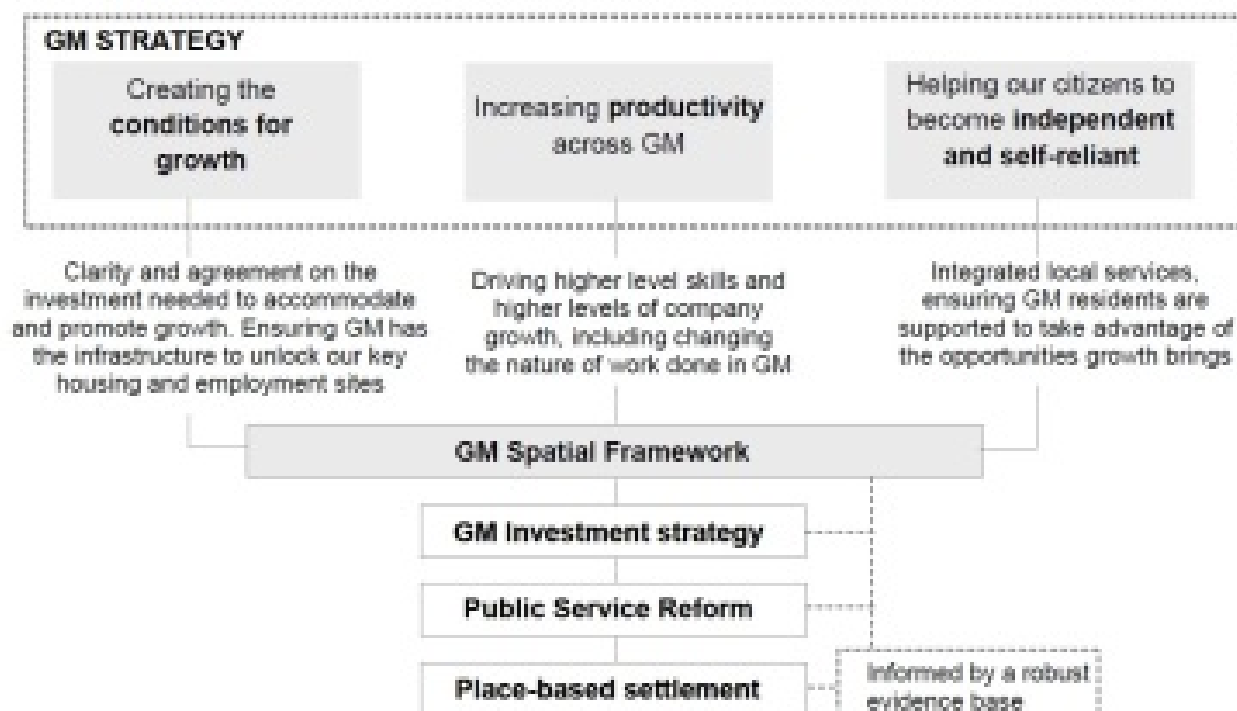 GM STRATEGY
Creating the
conditions for
growth
Increasing productivity
across GM
Helping our citizens to
become independent
and self-reliant
Clarity and agreement on the
investment needed to accommodate
and promote growth. Ensuring GM has
the infrastructure to unlock our key
housing and employment sites
Driving higher level skills and
higher levels of company
growth, including changing
the nature of work done in GM
Integrated local services,
ensuring GM residents are
supported to take advantage of
the opportunities growth brings
GM Spatial Framework
GM Investment strategy
Public Service Reform
Place-based settlement
Informed by a robust
evidence base